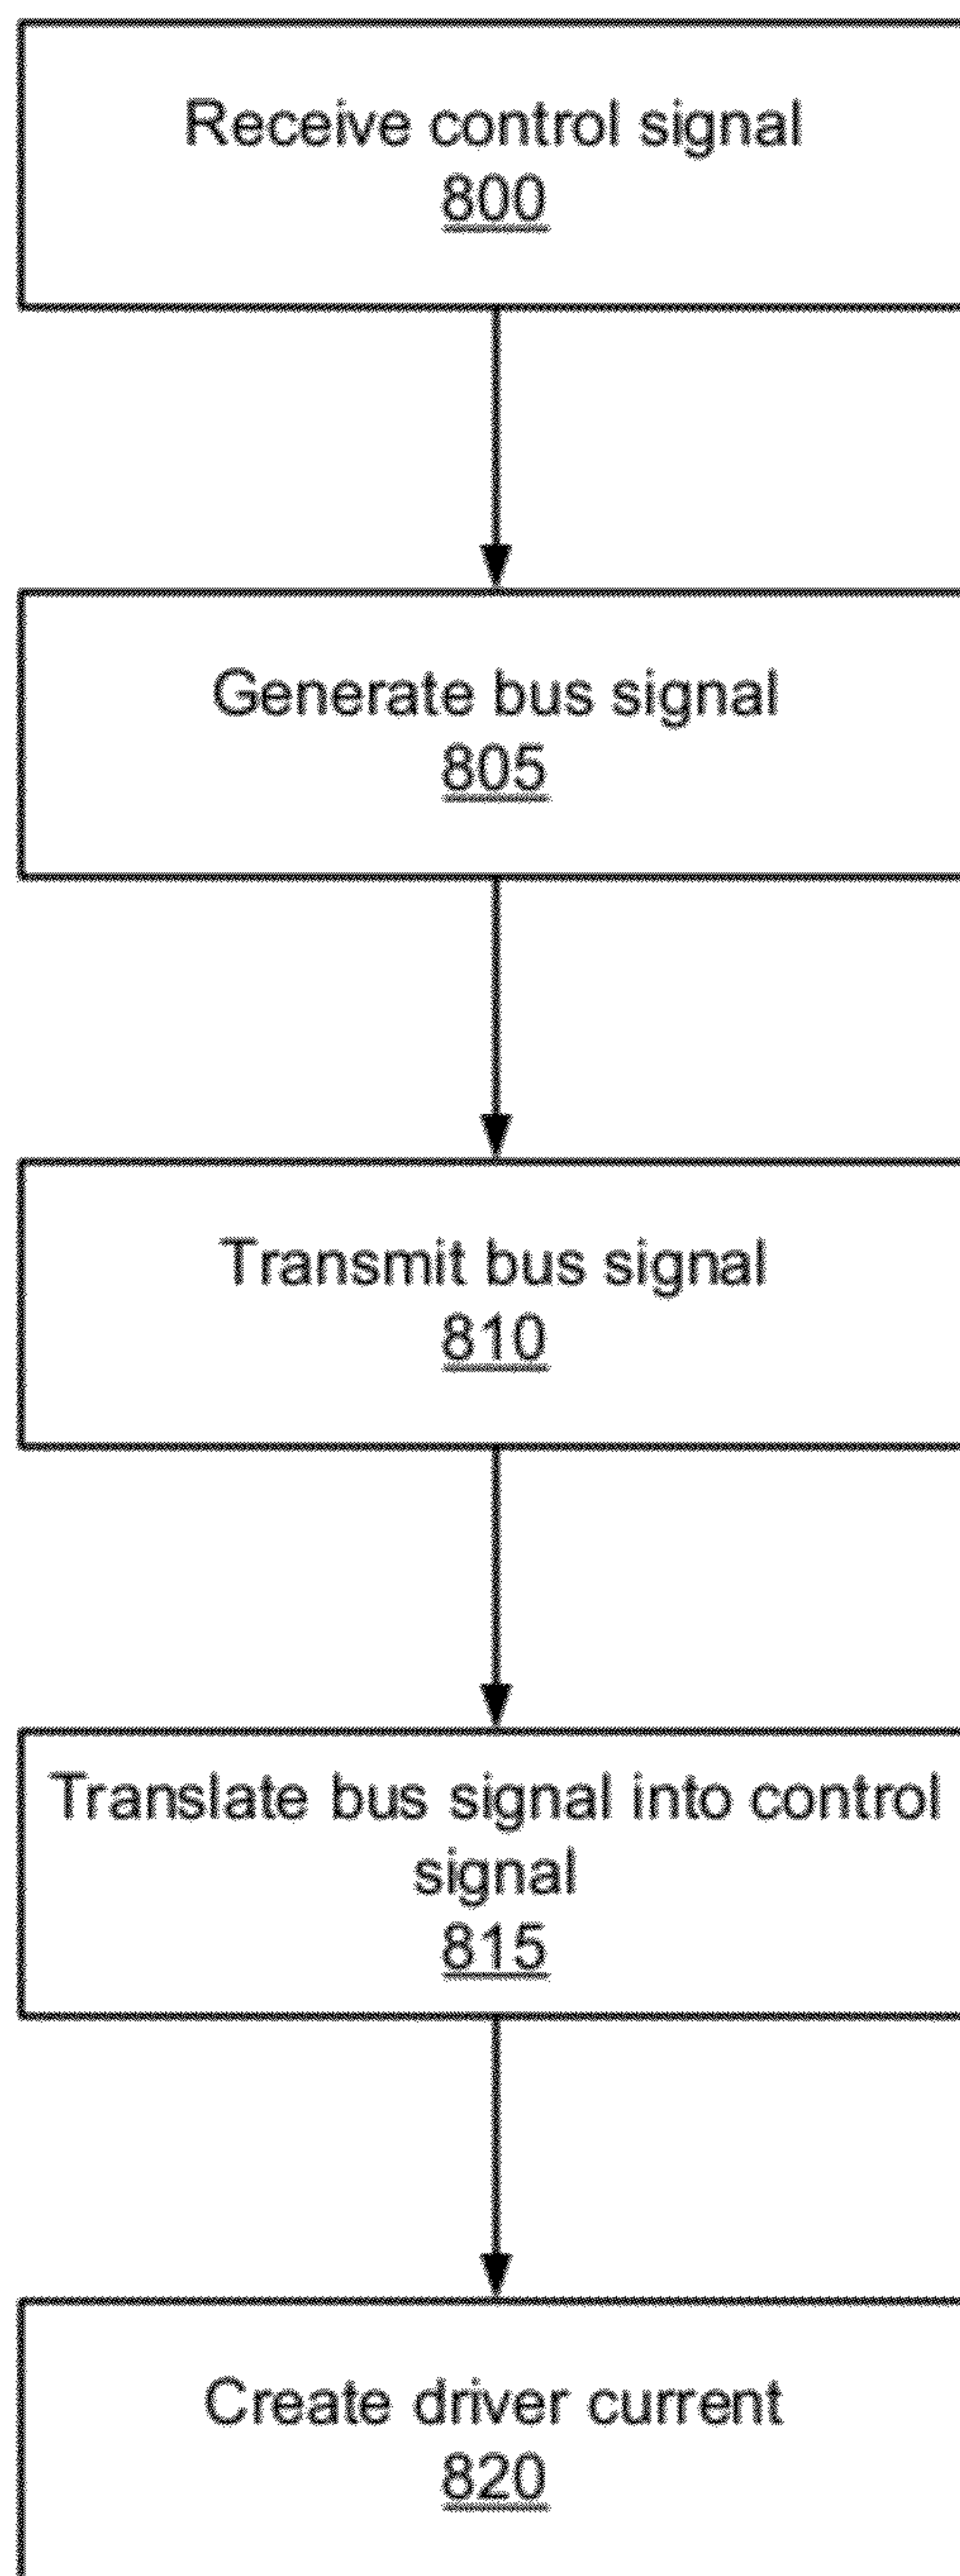 Receive control signal
800
Generate bus signal
805
Transmit bus signal
810
Translate bus signal into control
signal
815
Create driver current
820